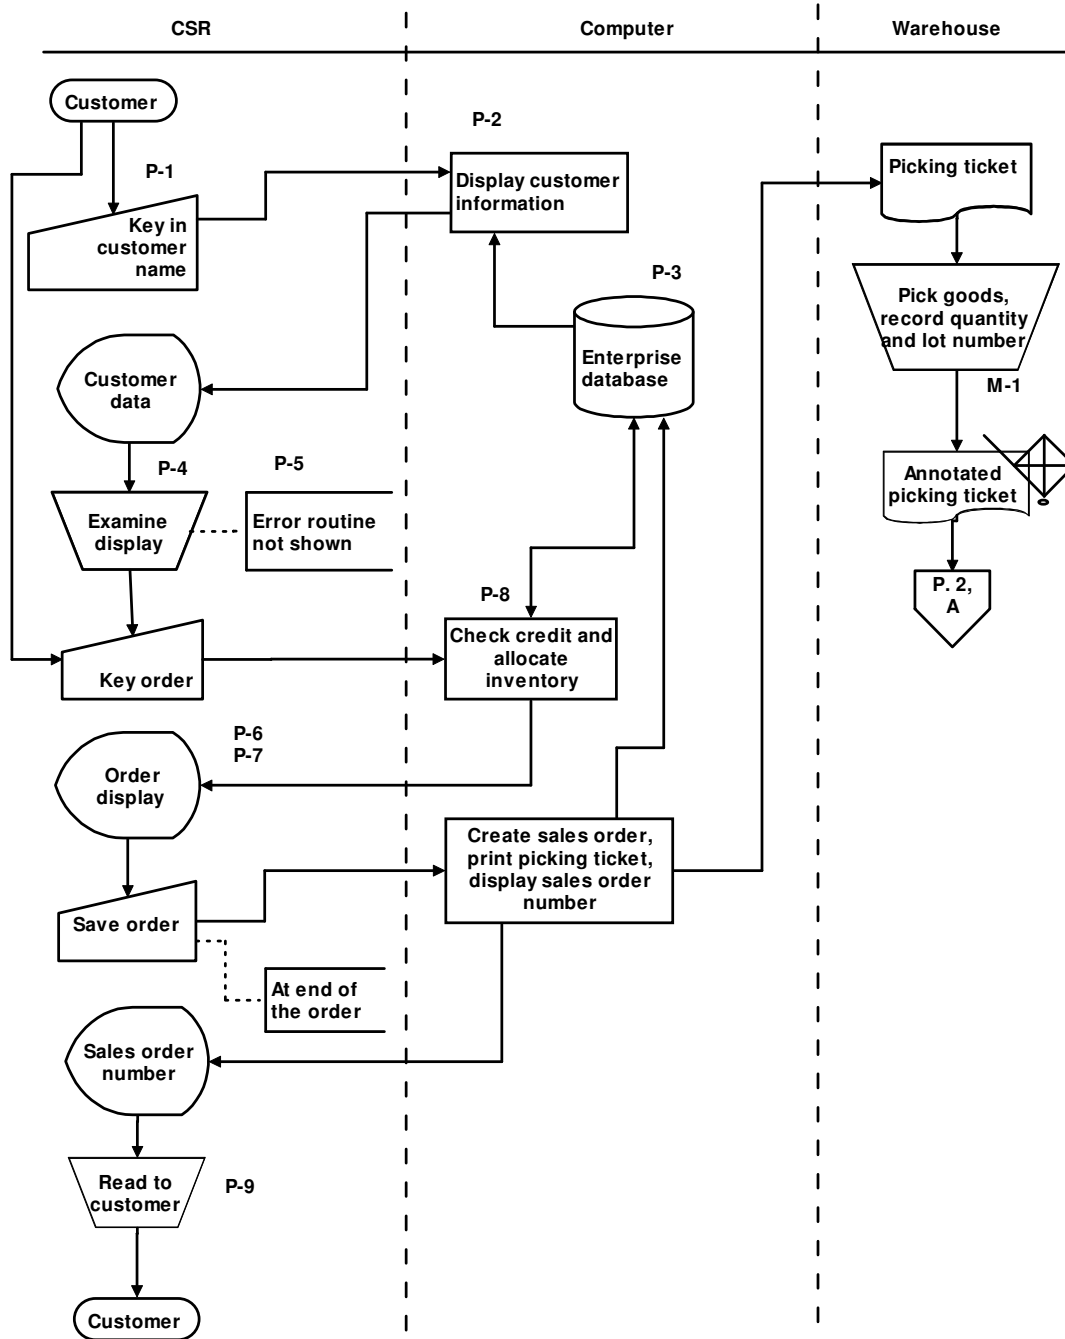 CSR
Computer
Warehouse
Customer
P-1
Key in
customer
name
P-2
Display customer
information
P-3
Enterprise
database
Customer
data
P-4
Examine
display
P-5
Error routine
not shown
Key order
P-8
Check credit and
allocate
inventory
P-6
P-7
Order
display
Save order
Create sales order,
print picking ticket,
display sales order
number
At end of
the order
Sales order
number
Read to
customer
P-9
Customer
Picking ticket
Pick goods,
record quantity
and lot number
M-1
Annotated
picking ticket
P. 2,
A